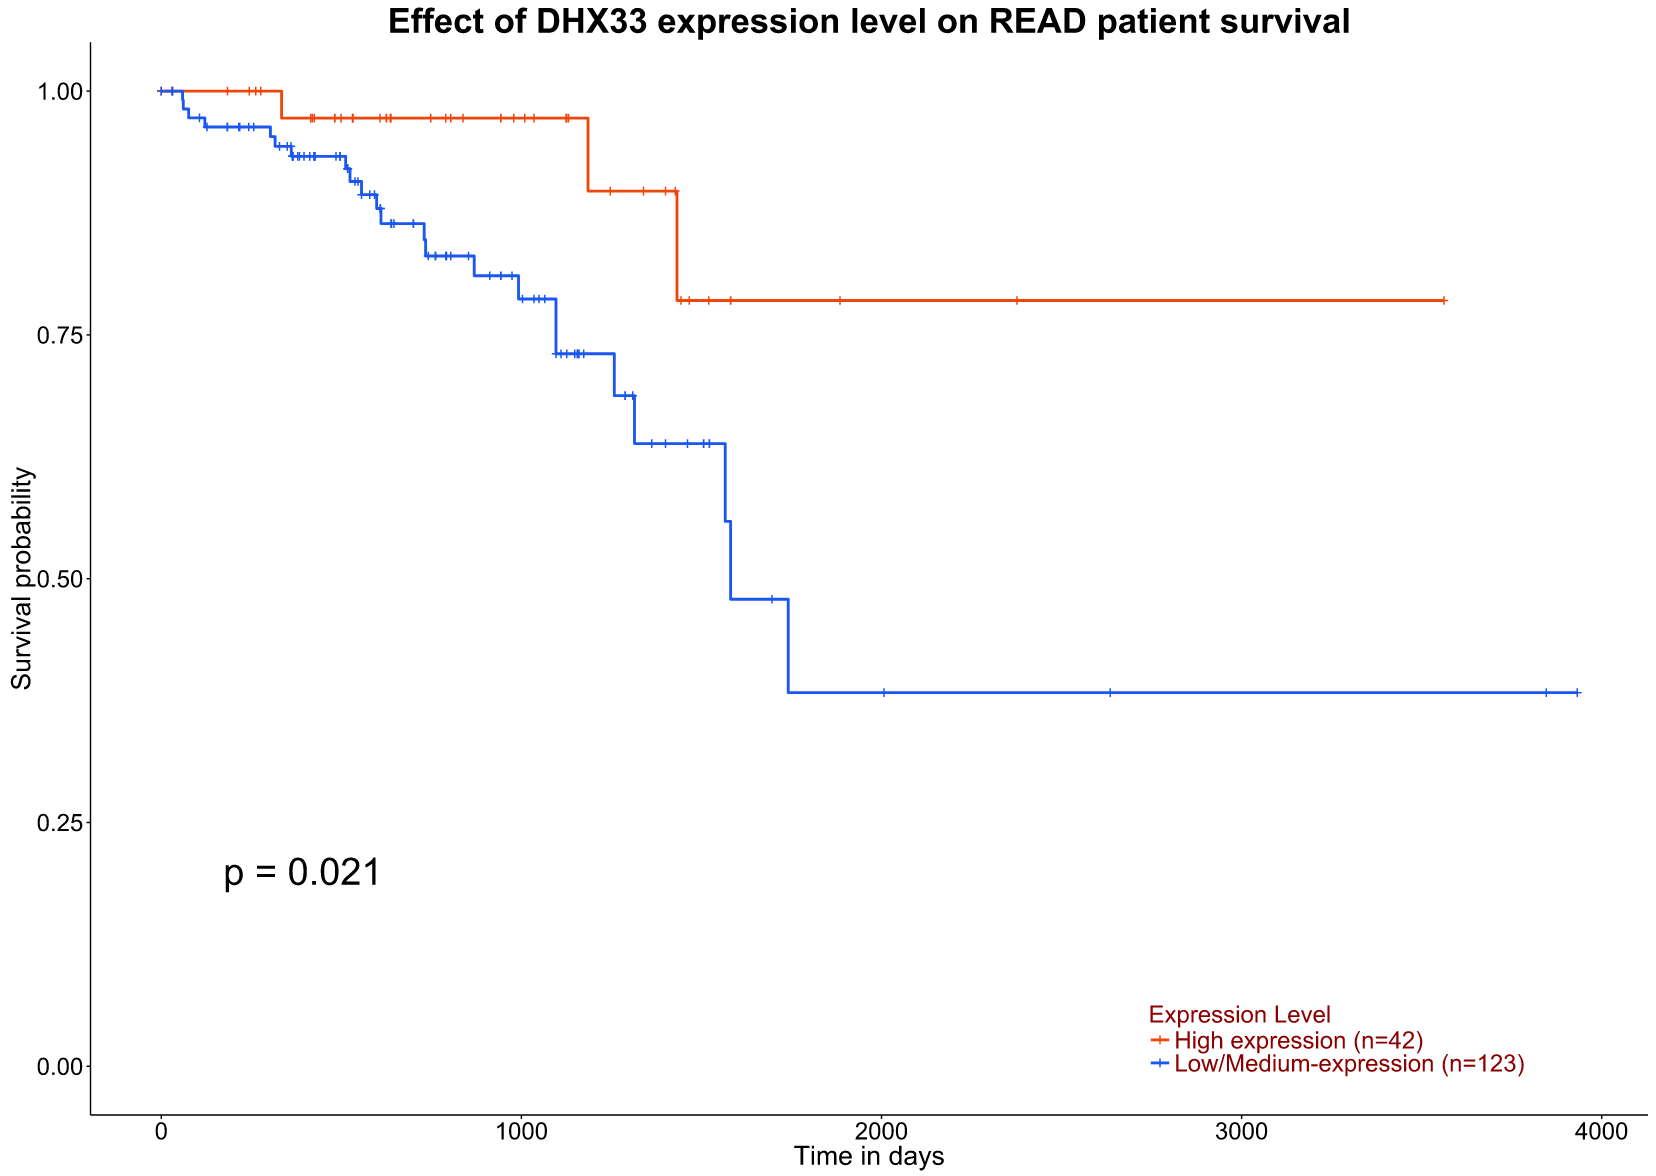 Effect of DHX33 expression level on READ patient survival
Survival probability
1.00
0.75
0.50
0.25
0.00
p = 0.021
Expression Level
High expression (n=42)
Low/Medium-expression (n=123)
0 1000 2000 3000 4000
Time in days